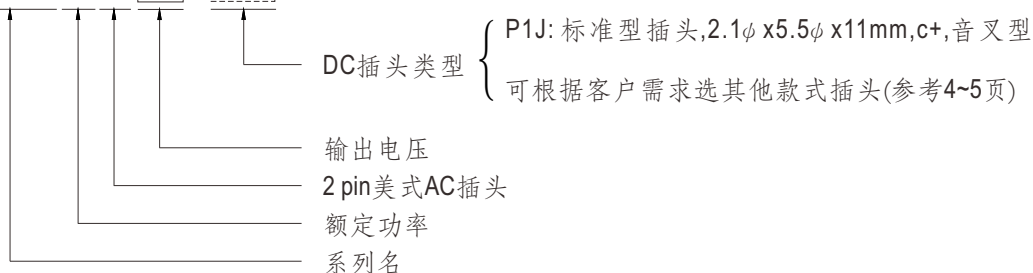 P1J: 标准型插头,2.1φ x5.5φ x11mm,c+,音叉型
DC插头类型
可根据客户需求选其他款式插头(参考4~5页)
输出电压
2 pin美式AC插头
额定功率
系列名